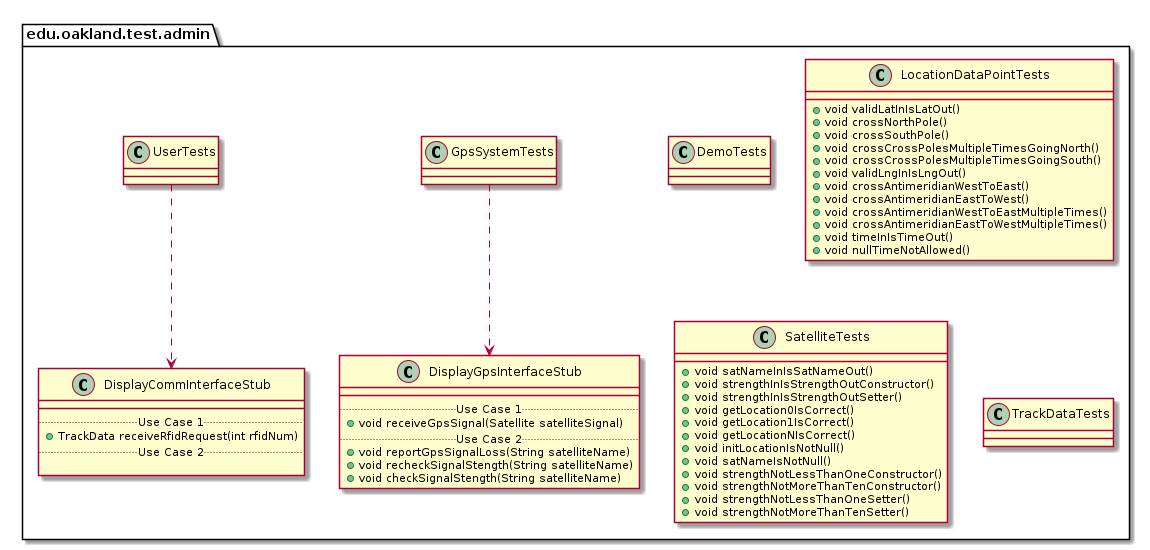 edu.oakland.test.admin
C UserTests
C GpsSystemTests
C DemoTests
C LocationDataPointTests
void validLatInIsLatOut()
void crossNorthPole()
void crossSouthPole()
void crossCrossPolesMultipleTimesGoingNorth()
void crossCrossPolesMultipleTimesGoingSouth()
void validLngInIsLngOut()
void crossAntimeridianWestToEast()
void crossAntimeridianEastToWest()
void crossAntimeridianWestToEastMultipleTimes()
void crossAntimeridianEastToWestMultipleTimes()
void timeInIsTimeOut()
void nullTimeNotAllowed()
C DisplayCommInterfaceStub
Use Case 1
TrackData receiveRfidRequest(int rfidNum)
Use Case 2
C DisplayGpsInterfaceStub
Use Case 1
void receiveGpsSignal(Satellite satelliteSignal)
Use Case 2
void reportGpsSignalLoss(String satelliteName)
void recheckSignalStength(String satelliteName)
void checkSignalStength(String satelliteName)
C SatelliteTests
void satNameInIsSatNameOut()
void strengthInIsStrengthOutConstructor()
void strengthInIsStrengthOutSetter()
void getLocation0IsCorrect()
void getLocation1IsCorrect()
void getLocationNIsCorrect()
void initLocationIsNotNull()
void satNameIsNotNull()
void strengthNotLessThanOneConstructor()
void strengthNotMoreThanTenConstructor()
void strengthNotLessThanOneSetter()
void strengthNotMoreThanTenSetter()
C TrackDataTests